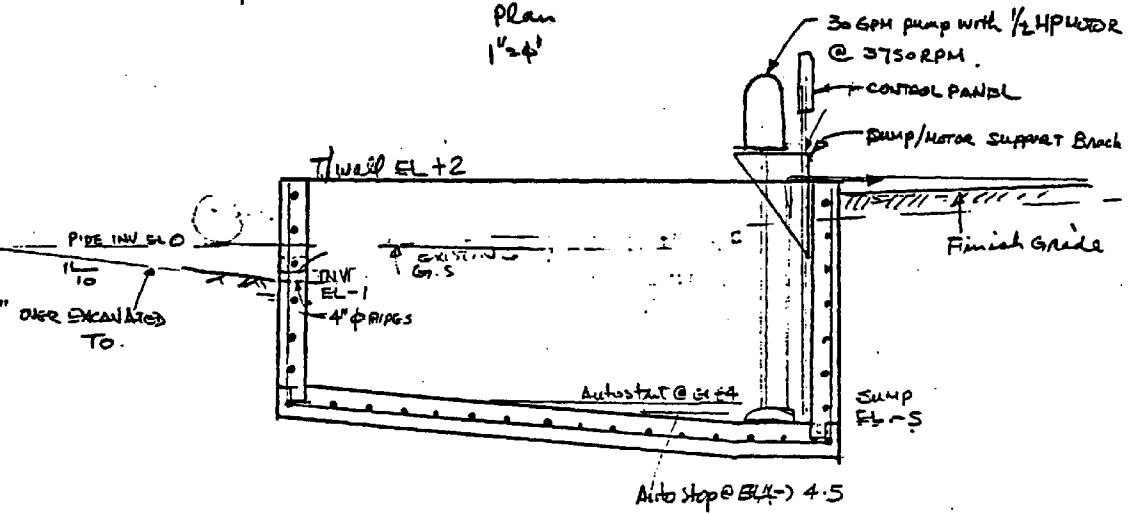 Plan
1"=4'
30 GPM pump with 1/2 HP MOTOR
@ 3750 RPM.
CONTROL PANEL
PUMP/MOTOR SUPPORT Brack
T/wall EL +2
PIPE INV EL 0
EXISTING
G.S
Finish Grade
1
10
INVT
EL-1
4" φ PIPES
" OVER EXCAVATED
TO.
Autostart @ EL-4
SUMP
EL-5
Auto stop @ EL(-) 4.5